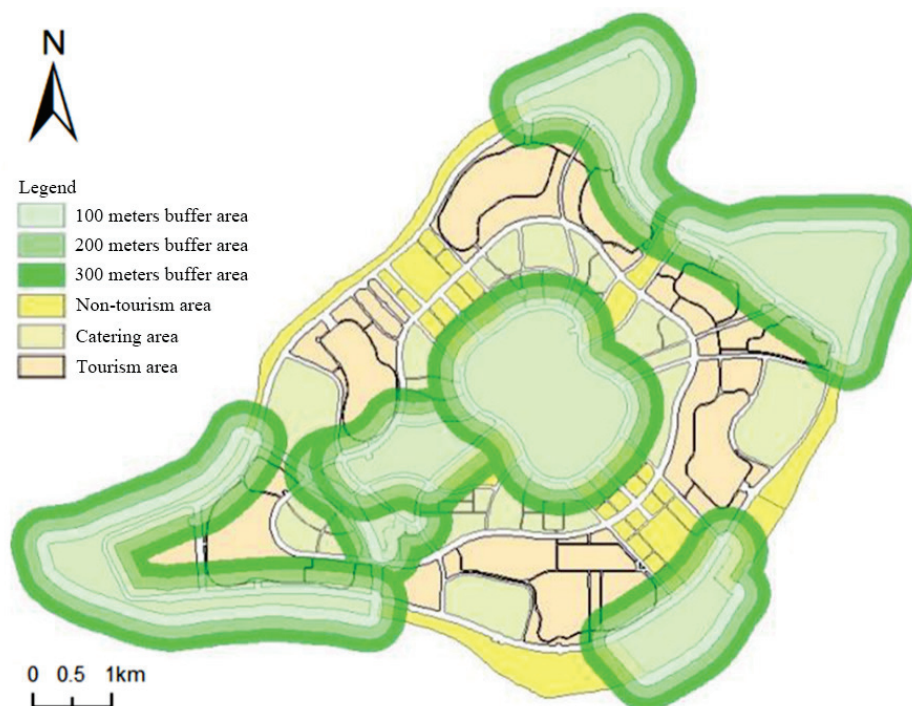 N
Legend
100 meters buffer area
200 meters buffer area
300 meters buffer area
Non-tourism area
Catering area
Tourism area
0 0.5 1km